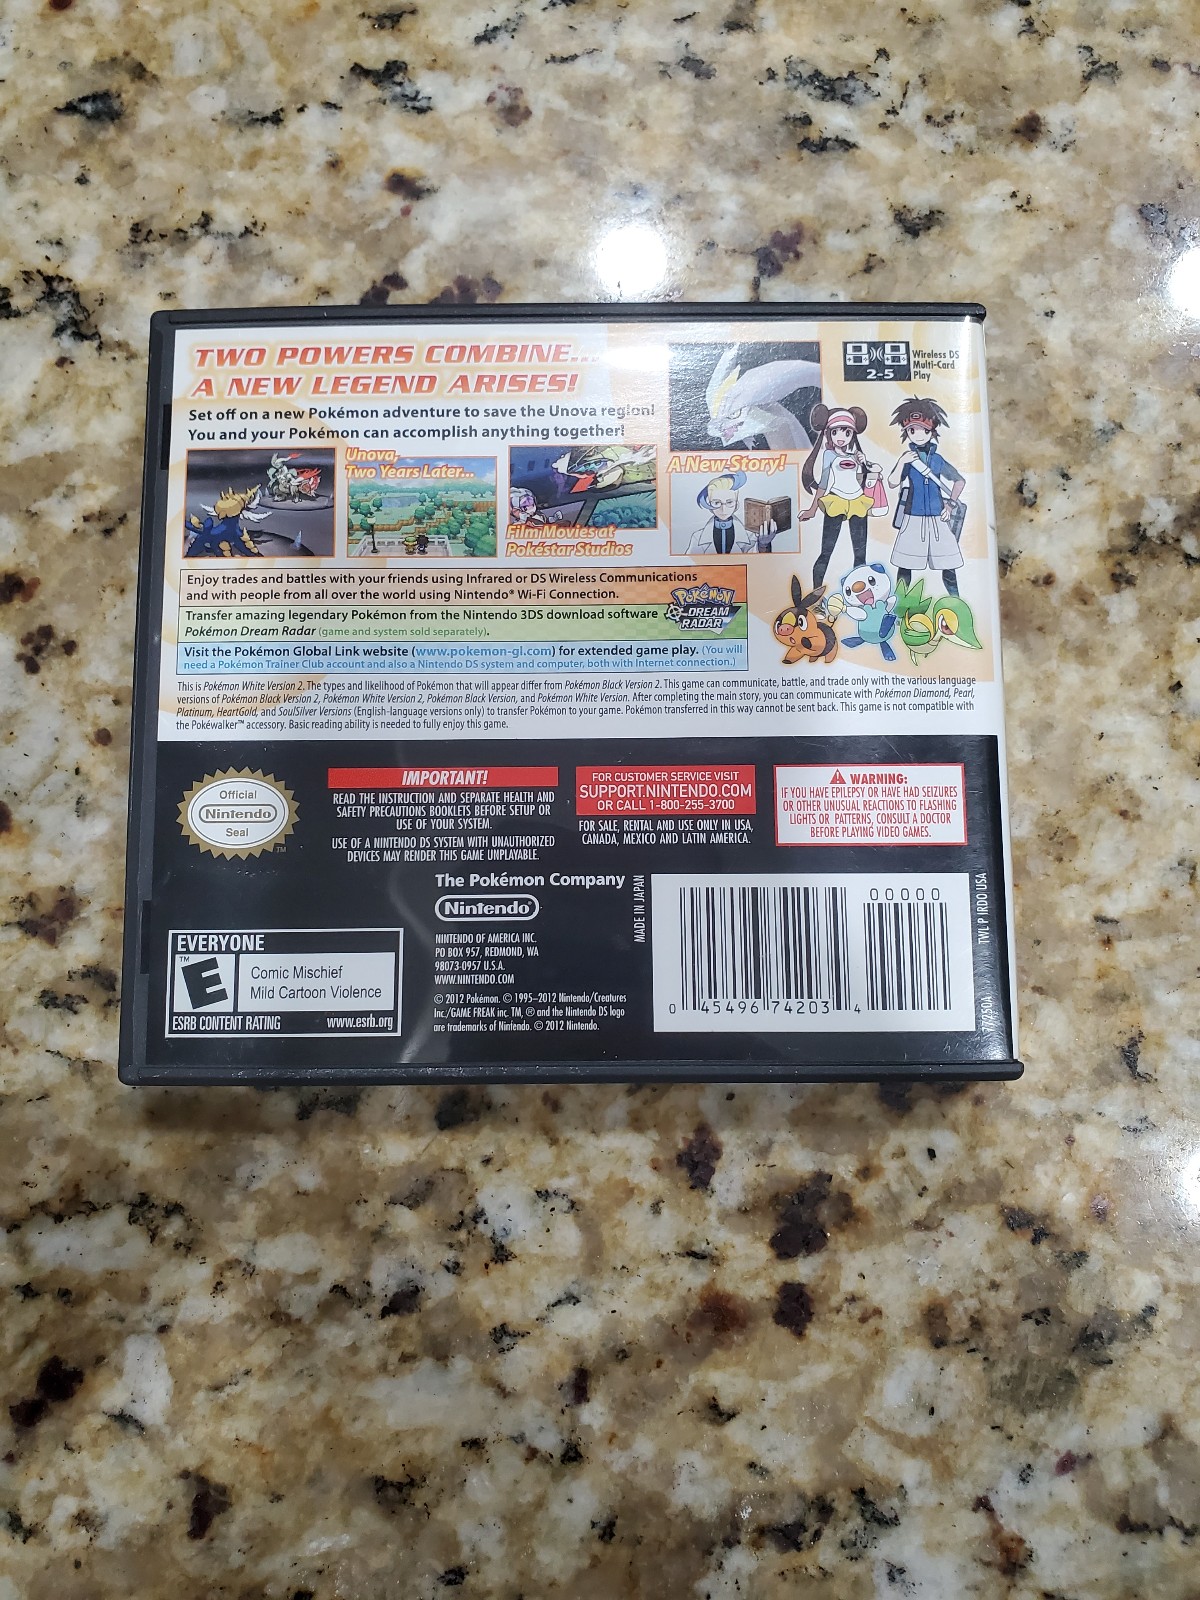 TWO POWERS COMBINE...
A NEW LEGEND ARISES!
Set off on a new Pokémon adventure to save the Unova region!
You and your Pokémon can accomplish anything together!
Unova,
Two Years Later...
Film Movies at
Pokéstar Studios
A New Story!
2-5
Wireless DS
Multi-Card
Play
Enjoy trades and battles with your friends using Infrared or DS Wireless Communications
and with people from all over the world using Nintendo® Wi-Fi Connection.
Transfer amazing legendary Pokémon from the Nintendo 3DS download software
Pokémon Dream Radar (game and system sold separately).
POKéMON
DREAM
RADAR
Visit the Pokémon Global Link website (www.pokemon-gl.com) for extended game play. (You will
need a Pokémon Trainer Club account and also a Nintendo DS system and computer, both with Internet connection.)
This is Pokémon White Version 2. The types and likelihood of Pokémon that will appear differ from Pokémon Black Version 2. This game can communicate, battle, and trade only with the various language
versions of Pokémon Black Version 2, Pokémon White Version 2, Pokémon Black Version, and Pokémon White Version. After completing the main story, you can communicate with Pokémon Diamond, Pearl,
Platinum, HeartGold, and SoulSilver Versions (English-language versions only) to transfer Pokémon to your game. Pokémon transferred in this way cannot be sent back. This game is not compatible with
the Pokéwalker™ accessory. Basic reading ability is needed to fully enjoy this game.
Official
Nintendo
Seal
TM
IMPORTANT!
READ THE INSTRUCTION AND SEPARATE HEALTH AND
SAFETY PRECAUTIONS BOOKLETS BEFORE SETUP OR
USE OF YOUR SYSTEM.
USE OF A NINTENDO DS SYSTEM WITH UNAUTHORIZED
DEVICES MAY RENDER THIS GAME UNPLAYABLE.
FOR CUSTOMER SERVICE VISIT
SUPPORT.NINTENDO.COM
OR CALL 1-800-255-3700
FOR SALE, RENTAL AND USE ONLY IN USA,
CANADA, MEXICO AND LATIN AMERICA.
WARNING:
IF YOU HAVE EPILEPSY OR HAVE HAD SEIZURES
OR OTHER UNUSUAL REACTIONS TO FLASHING
LIGHTS OR PATTERNS, CONSULT A DOCTOR
BEFORE PLAYING VIDEO GAMES.
EVERYONE
TM
E
Comic Mischief
Mild Cartoon Violence
ESRB CONTENT RATING www.esrb.org
The Pokémon Company
Nintendo
NINTENDO OF AMERICA INC.
PO BOX 957, REDMOND, WA
98073-0957 U.S.A.
WWW.NINTENDO.COM
© 2012 Pokémon. © 1995–2012 Nintendo/Creatures
Inc./GAME FREAK inc. TM, ® and the Nintendo DS logo
are trademarks of Nintendo. © 2012 Nintendo.
MADE IN JAPAN
00000
0 45496 74203 4
TWL P IRDO USA
77250A